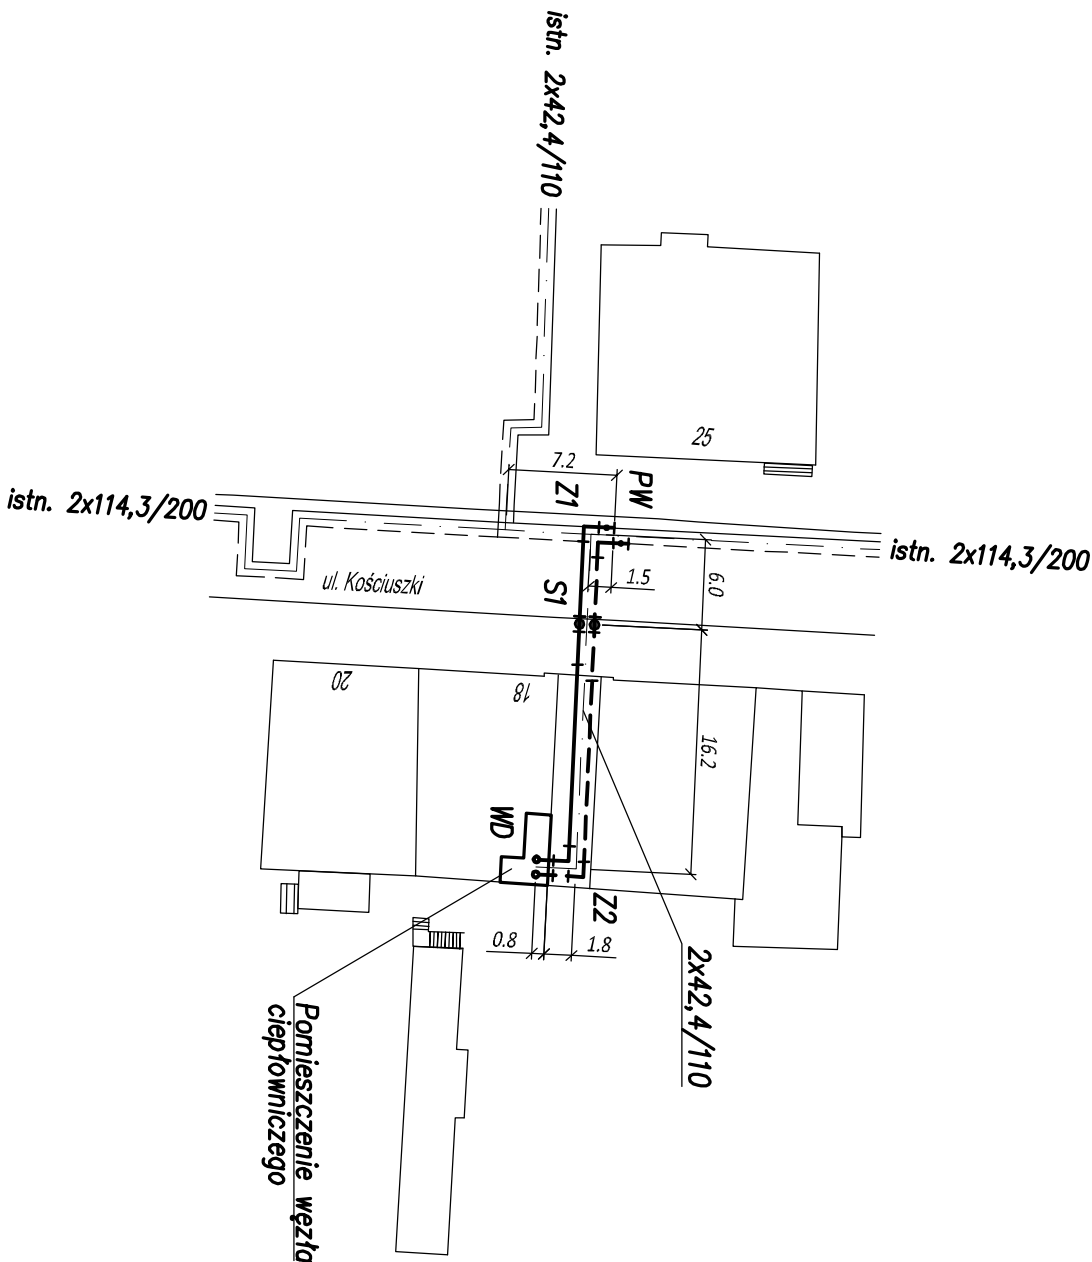 istn. 2x42,4/110
25
7.2
PW
Z1
istn. 2x114,3/200
istn. 2x114,3/200
ul. Kościuszki
1.5
6.0
S1
20
18
16.2
WD
Z2
0.8
1.8
2x42,4/110
Pomieszczenie węzła
ciepłowniczego